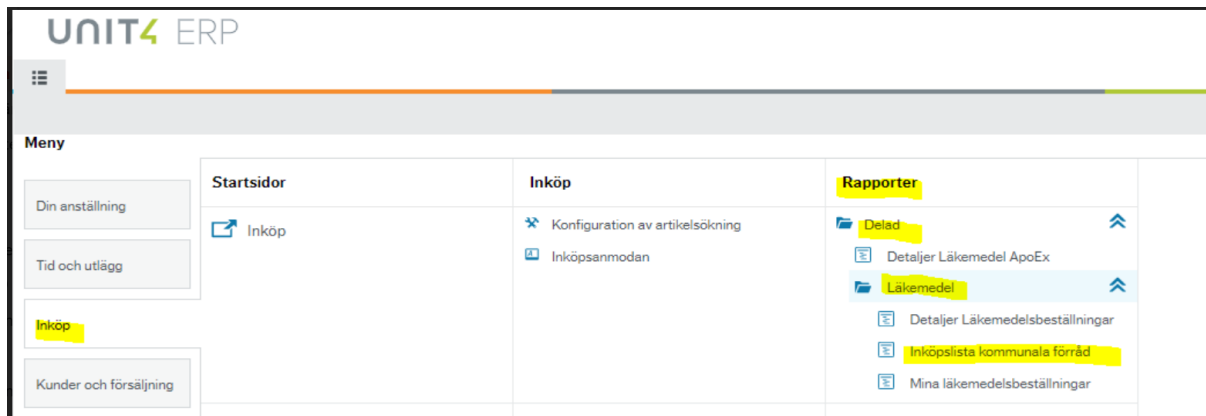 UNIT4 ERP
Meny
Din anställning
Tid och utlägg
Inköp
Kunder och försäljning
Startsidor
Inköp
Inköp
Konfiguration av artikelsökning
Inköpsanmodan
Rapporter
Delad
Detaljer Läkemedel ApoEx
Läkemedel
Detaljer Läkemedelsbeställningar
Inköpslista kommunala förråd
Mina läkemedelsbeställningar